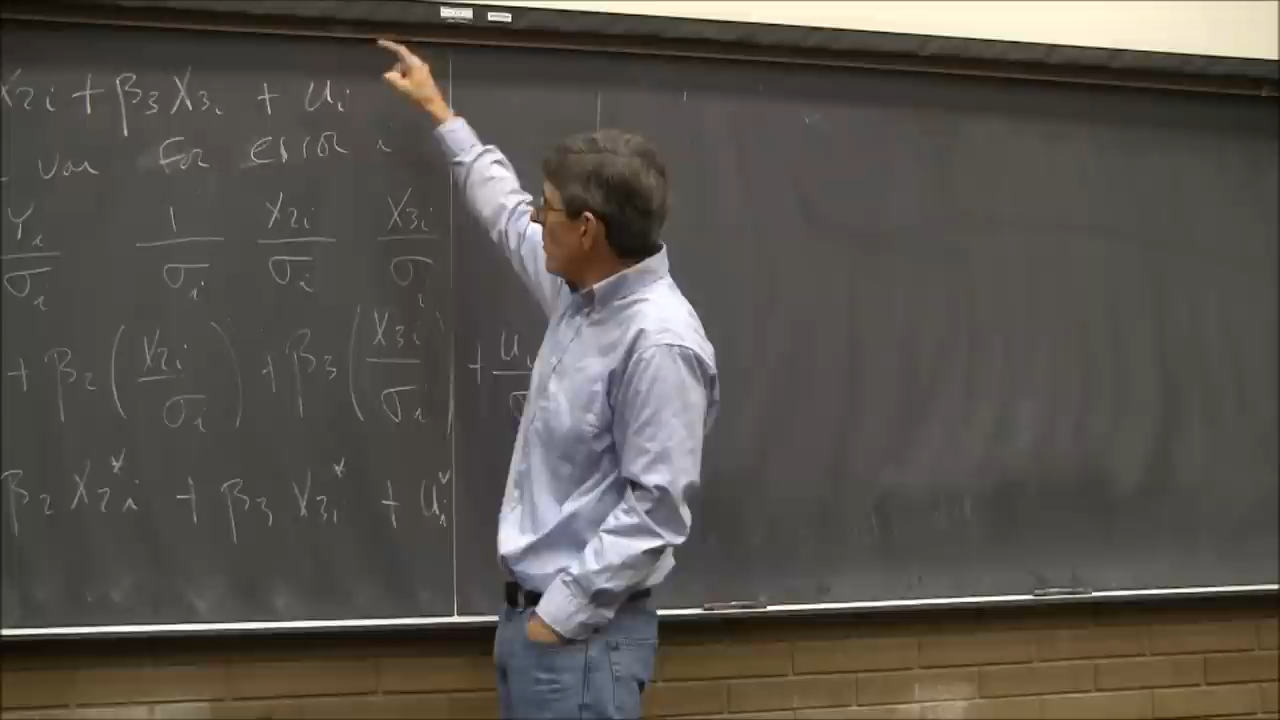 X2i + β3 X3i + ui
var for error i
Yi/σi 1/σi X2i/σi X3i/σi
+ β2 (X2i/σi) + β3 (X3i/σi) + ui/σ
β2 X2i* + β3 X3i* + ui*